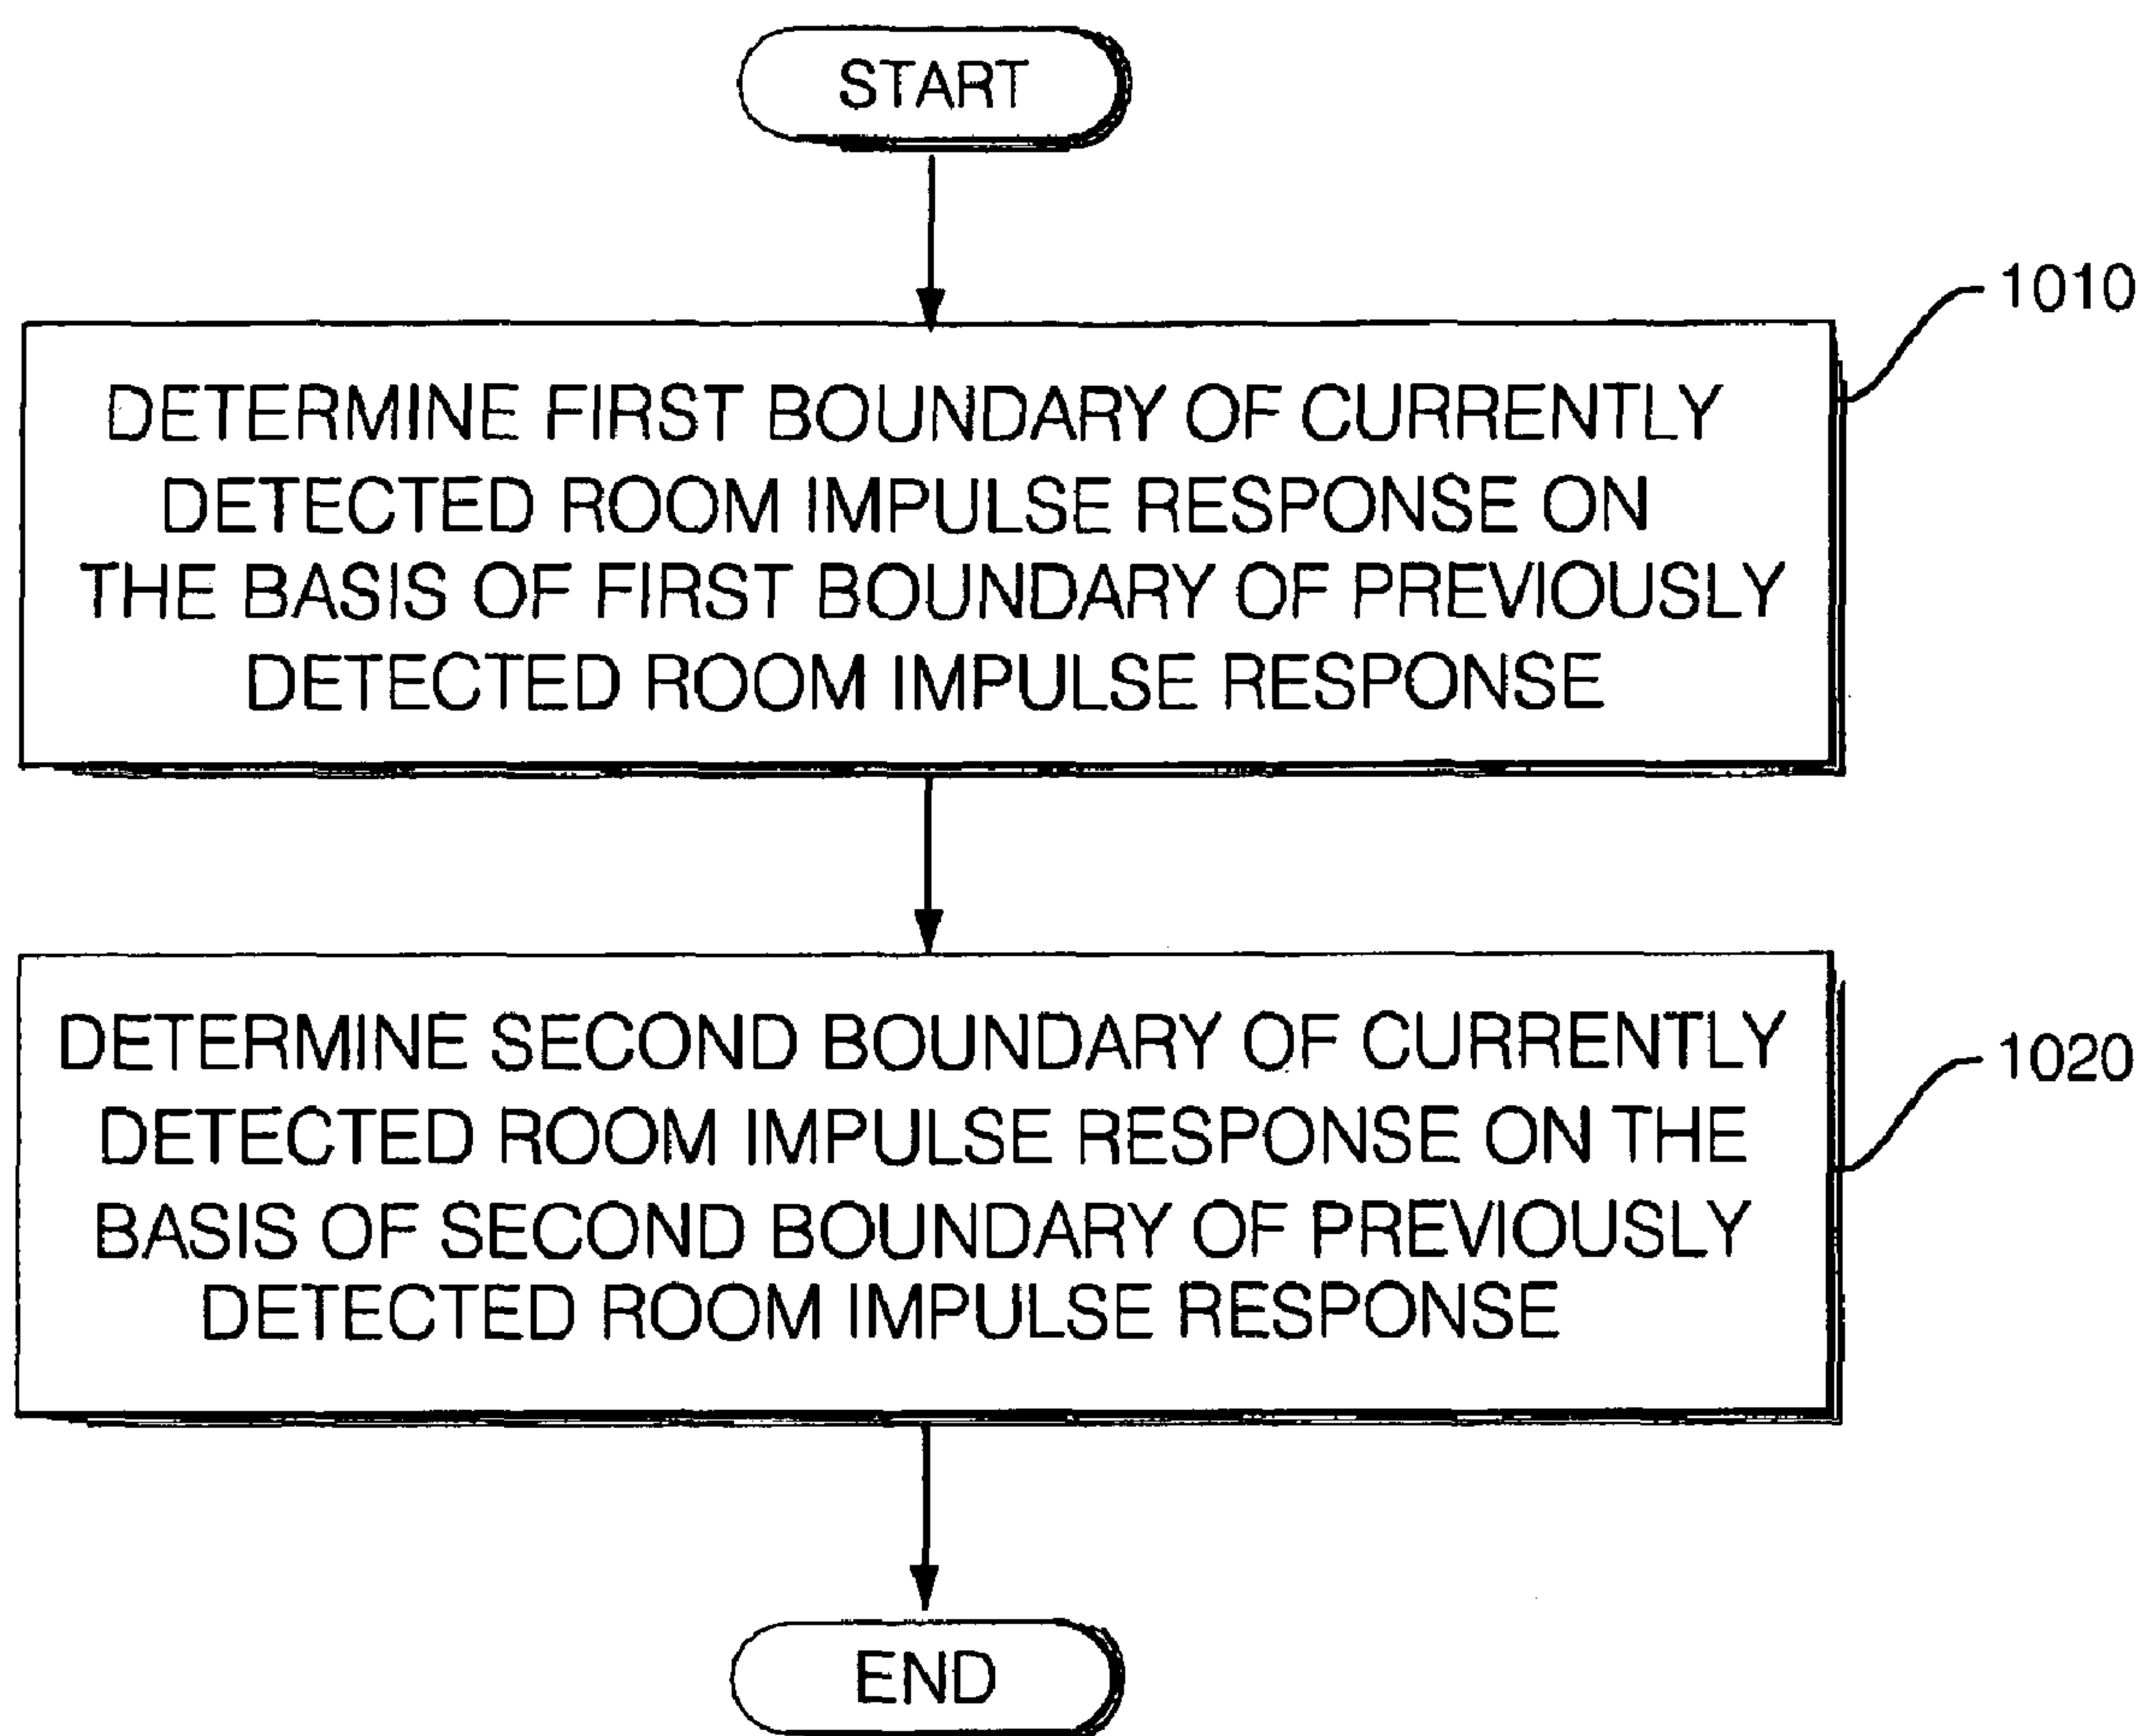 START
1010
DETERMINE FIRST BOUNDARY OF CURRENTLY
DETECTED ROOM IMPULSE RESPONSE ON
THE BASIS OF FIRST BOUNDARY OF PREVIOUSLY
DETECTED ROOM IMPULSE RESPONSE
DETERMINE SECOND BOUNDARY OF CURRENTLY
1020
DETECTED ROOM IMPULSE RESPONSE ON THE
BASIS OF SECOND BOUNDARY OF PREVIOUSLY
DETECTED ROOM IMPULSE RESPONSE
END